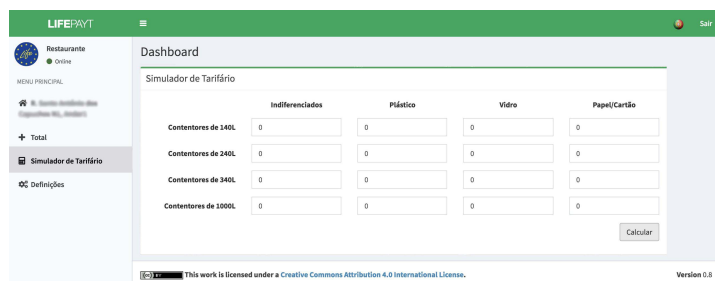 LIFEPAYT
Sair
Restaurante
Online
MENU PRINCIPAL
Total
Simulador de Tarifário
Definições
Dashboard
Simulador de Tarifário
Indiferenciados Plástico Vidro Papel/Cartão
Contentores de 140L 0 0 0 0
Contentores de 240L 0 0 0 0
Contentores de 340L 0 0 0 0
Contentores de 1000L 0 0 0 0
Calcular
(cc) BY This work is licensed under a Creative Commons Attribution 4.0 International License.
Version 0.8